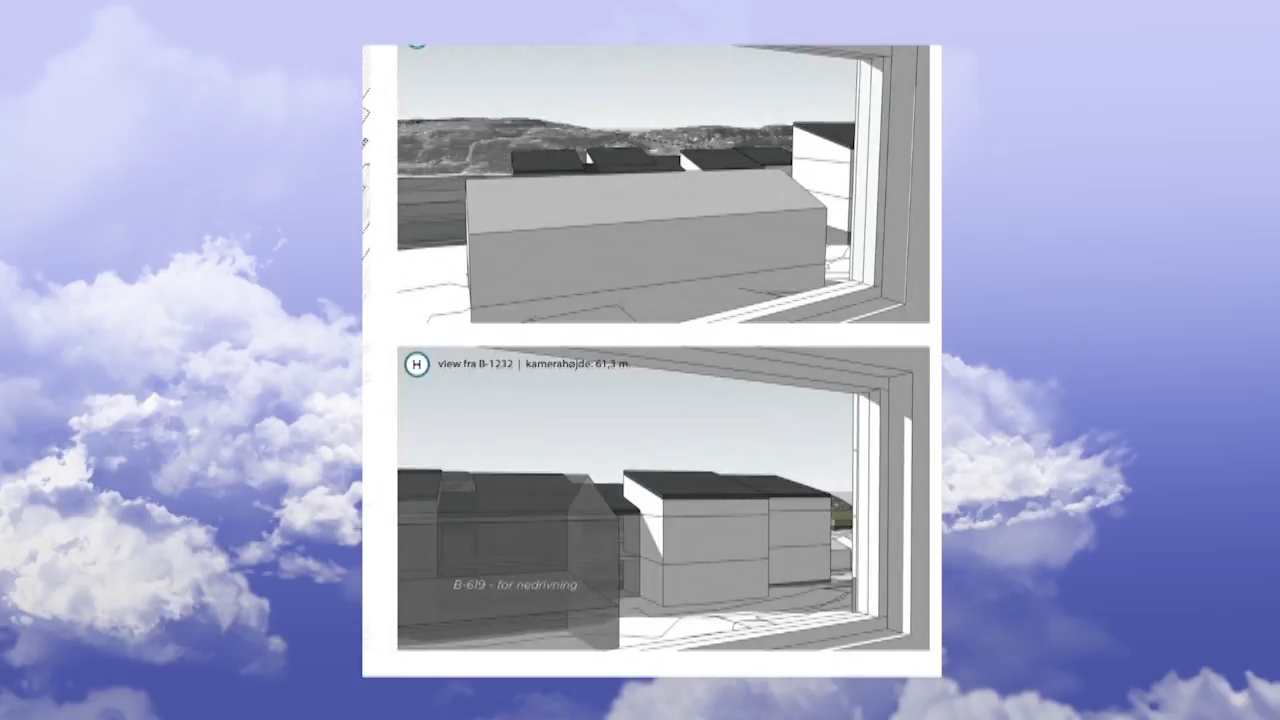 H view fra B-1232 | kamerahøjde: 61,3 m.
B-619 - for nedrivning